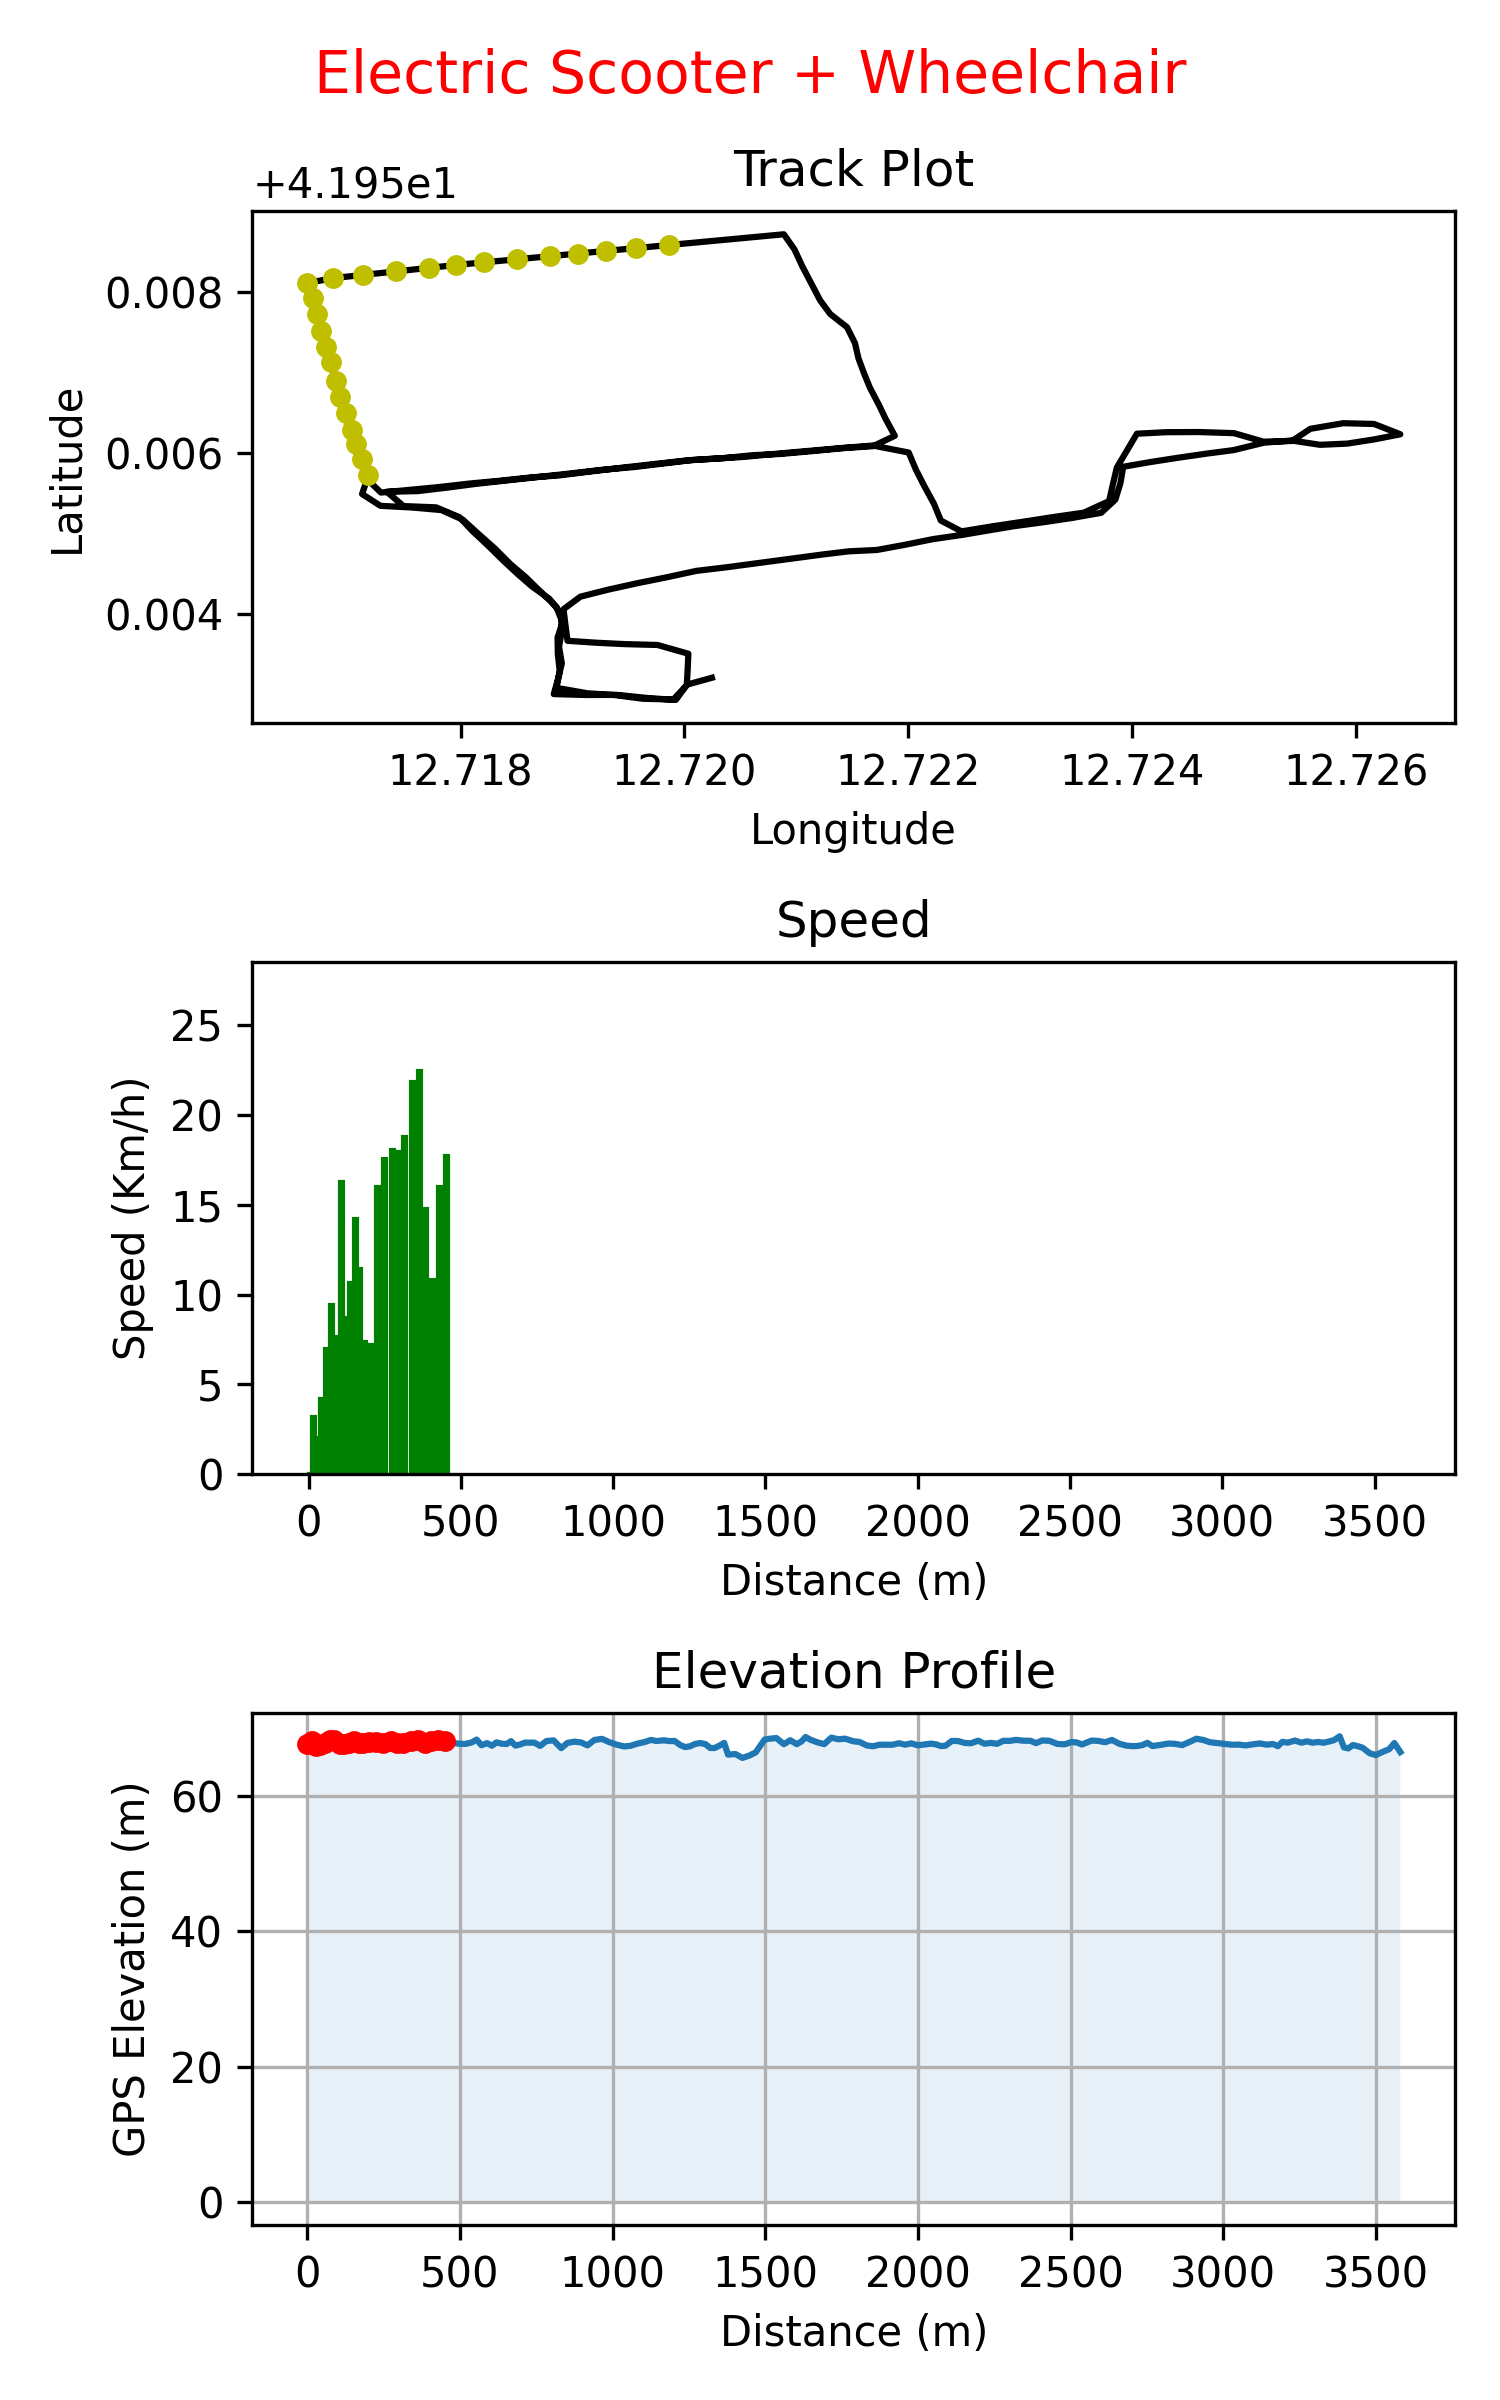 Electric Scooter + Wheelchair
Track Plot
+4.195e1
0.008
0.006
0.004
Latitude
12.718 12.720 12.722 12.724 12.726
Longitude
Speed
25
20
15
10
5
0
Speed (Km/h)
0 500 1000 1500 2000 2500 3000 3500
Distance (m)
Elevation Profile
60
40
20
0
GPS Elevation (m)
0 500 1000 1500 2000 2500 3000 3500
Distance (m)